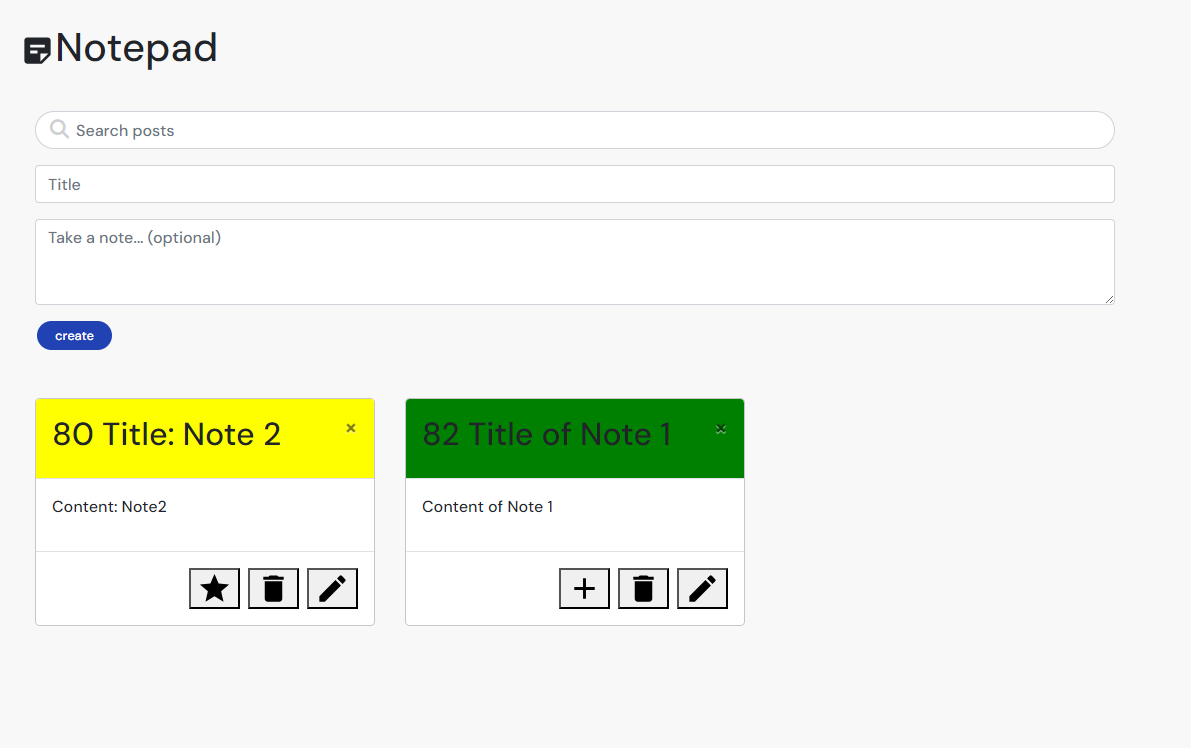 Notepad
Search posts
Title
Take a note... (optional)
create
80 Title: Note 2 ×
Content: Note2
82 Title of Note 1 ×
Content of Note 1